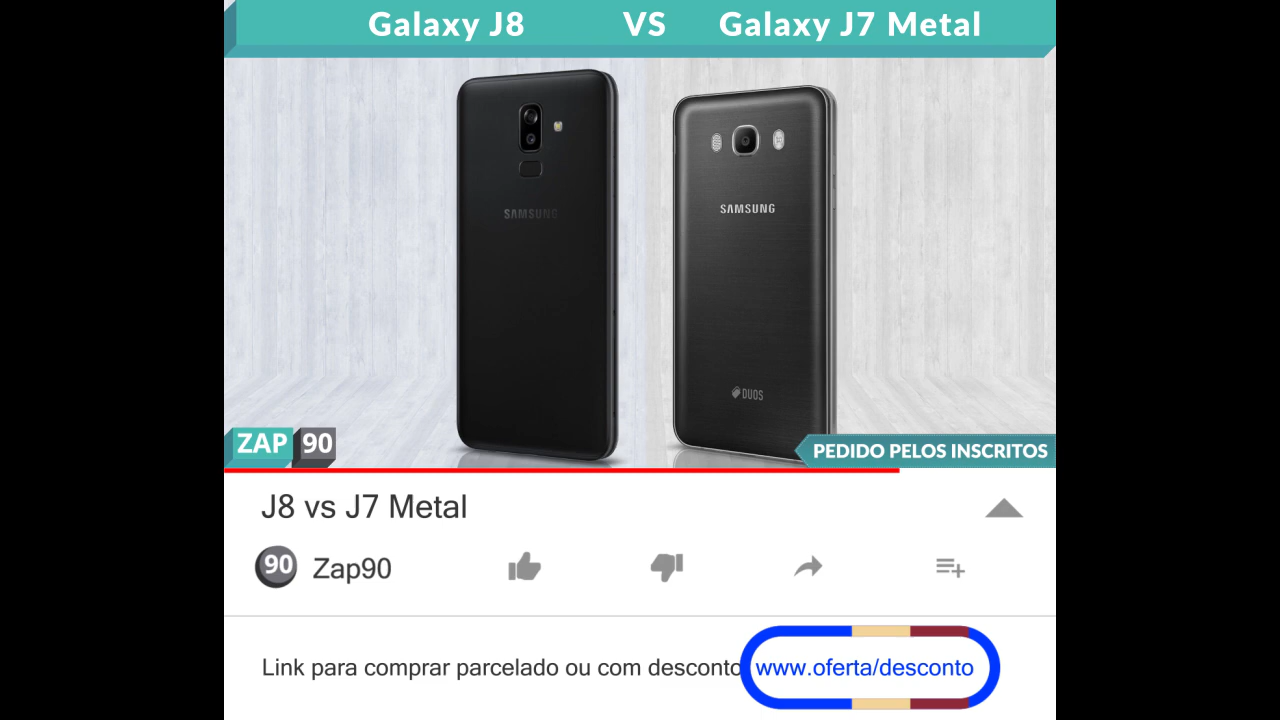 Galaxy J8 VS Galaxy J7 Metal
SAMSUNG
SAMSUNG
DUOS
ZAP 90
PEDIDO PELOS INSCRITOS
J8 vs J7 Metal
90 Zap90
Link para comprar parcelado ou com desconto www.oferta/desconto